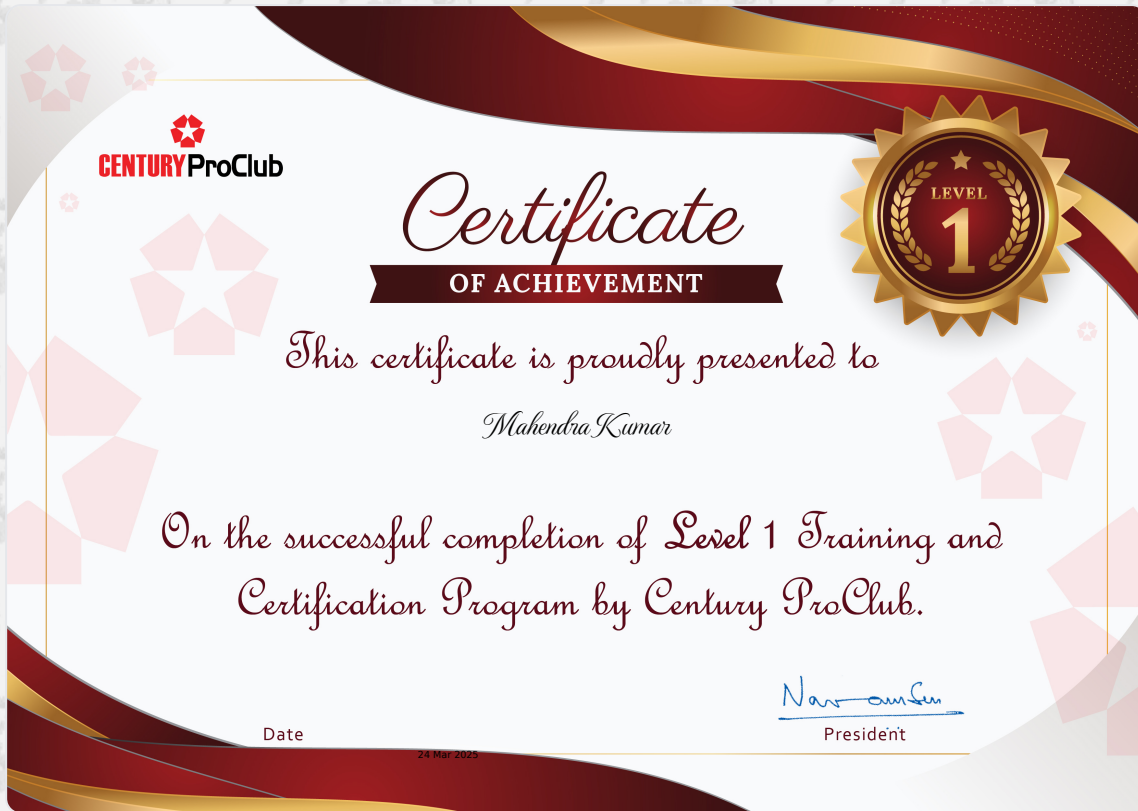 CENTURY ProClub
LEVEL
1
Certificate
OF ACHIEVEMENT
This certificate is proudly presented to
Mahendra Kumar
On the successful completion of Level 1 Training and
Certification Program by Century ProClub.
Date
President
24 Mar 2025